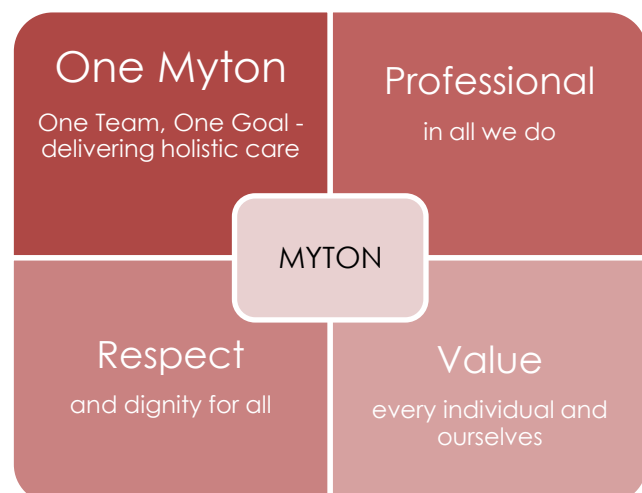 One Myton
One Team, One Goal -
delivering holistic care
Professional
in all we do
MYTON
Respect
and dignity for all
Value
every individual and
ourselves